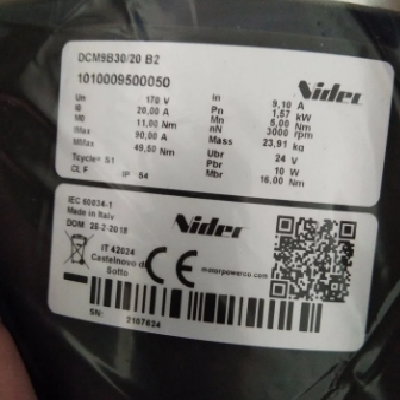 DCM9B30/20 B2
1010009500050
Nidec
Un 170 V In 9,10 A
I0 20,00 A Pn 1,57 kW
M0 11,00 Nm Mn 5,00 Nm
Imax 90,00 A nN 3000 rpm
Mmax 49,50 Nm Mass 23,91 kg
Tcycle= S1 Ubr 24 V
CL F IP 54 Pbr 10 W
Mbr 16.00 Nm
IEC 60034-1
Made in Italy
DOM: 28-2-2018
Nidec
IT 42024
Castelnovo di
Sotto
CE
motorpowerco.com
SN: 2107624